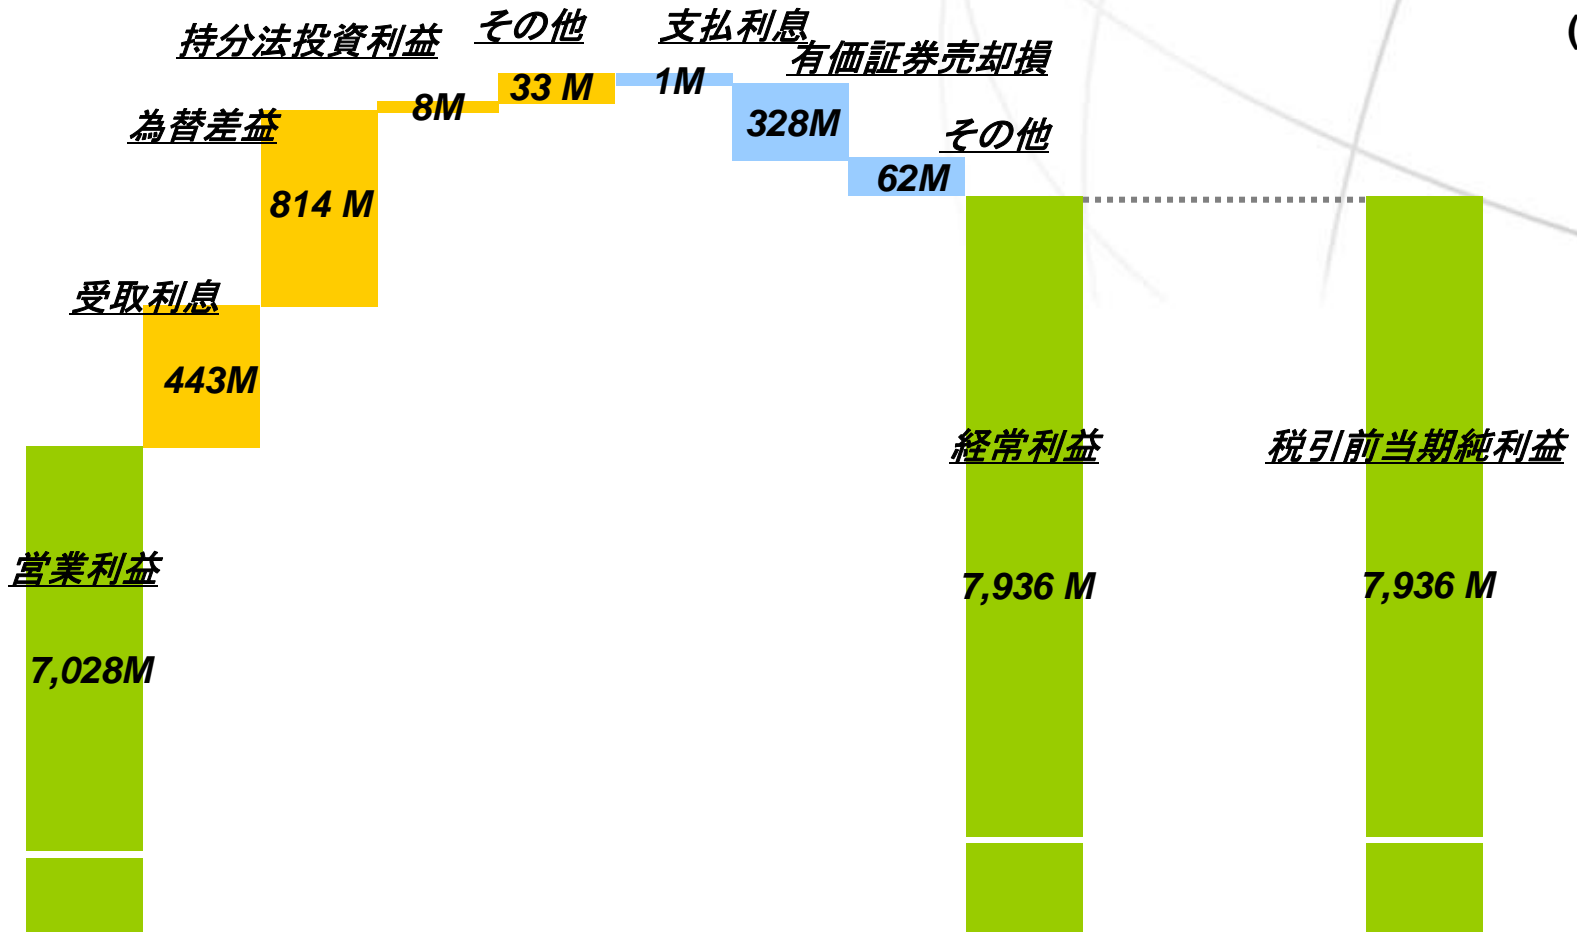 持分法投資利益
その他
支払利息
有価証券売却損
(
為替差益
8M
33 M
1M
328M
その他
62M
814 M
受取利息
443M
経常利益
税引前当期純利益
営業利益
7,936 M
7,936 M
7,028M